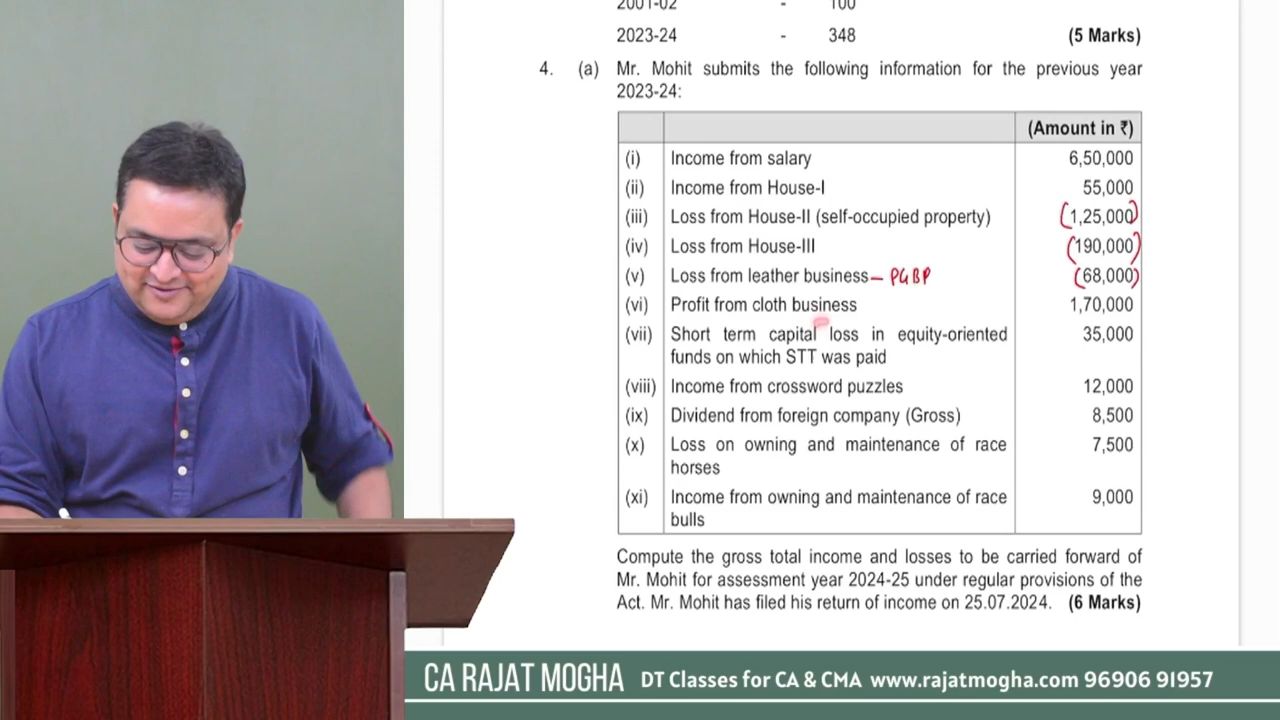 2001-02 - 100
2023-24 - 348 (5 Marks)
4. (a) Mr. Mohit submits the following information for the previous year
2023-24:
(Amount in ₹)
(i) Income from salary 6,50,000
(ii) Income from House-I 55,000
(iii) Loss from House-II (self-occupied property) (1,25,000)
(iv) Loss from House-III (190,000)
(v) Loss from leather business – PGBP (68,000)
(vi) Profit from cloth business 1,70,000
(vii) Short term capital loss in equity-oriented 35,000
funds on which STT was paid
(viii) Income from crossword puzzles 12,000
(ix) Dividend from foreign company (Gross) 8,500
(x) Loss on owning and maintenance of race 7,500
horses
(xi) Income from owning and maintenance of race 9,000
bulls
Compute the gross total income and losses to be carried forward of
Mr. Mohit for assessment year 2024-25 under regular provisions of the
Act. Mr. Mohit has filed his return of income on 25.07.2024. (6 Marks)
CA RAJAT MOGHA DT Classes for CA & CMA www.rajatmogha.com 96906 91957